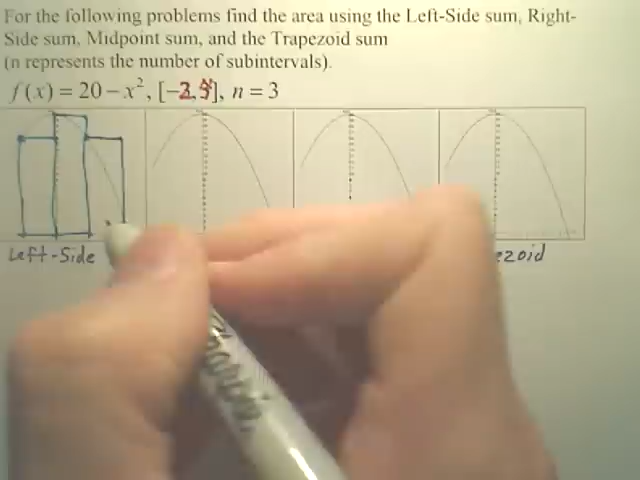 For the following problems find the area using the Left-Side sum, Right-
Side sum, Midpoint sum, and the Trapezoid sum
(n represents the number of subintervals).
f(x) = 20 − x², [−2, ], n = 3
Left-Side
ezoid